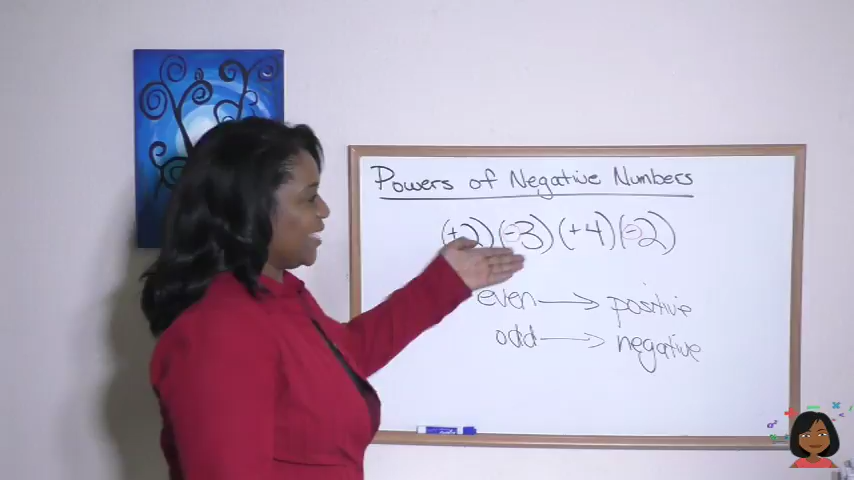 Powers of Negative Numbers
(+2)(-3)(+4)(-2)
even → positive
odd → negative